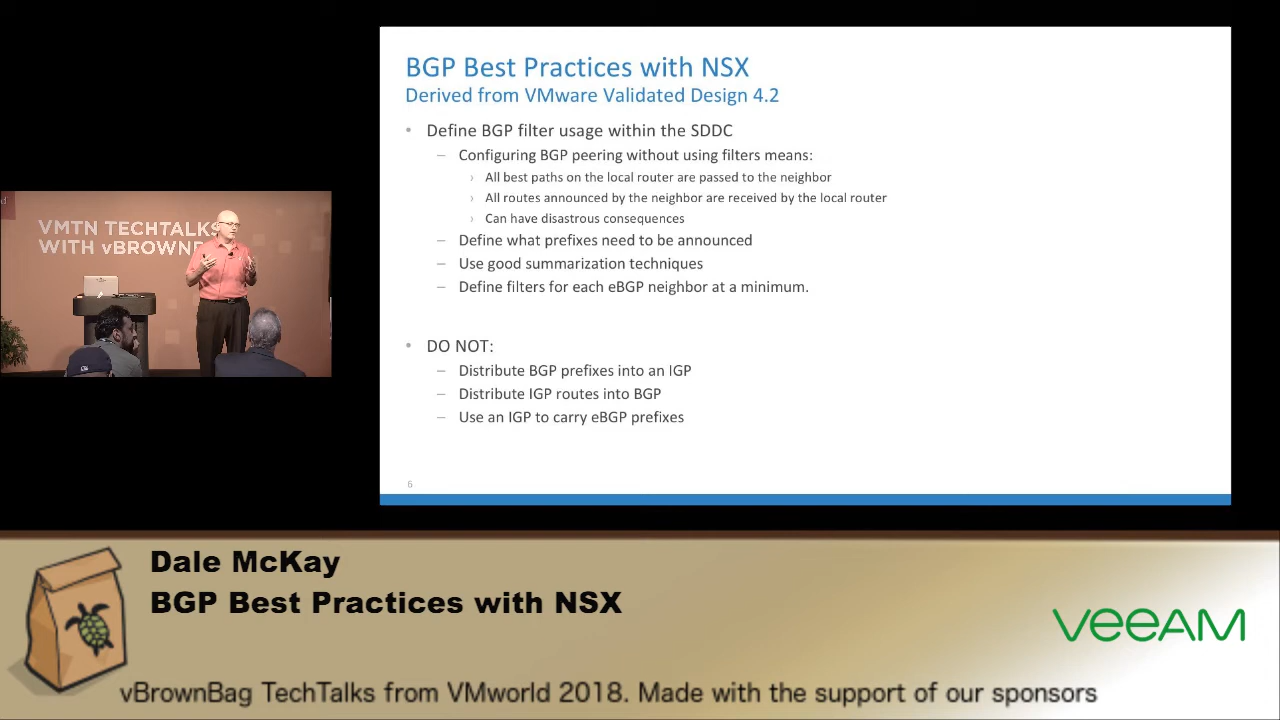 BGP Best Practices with NSX
Derived from VMware Validated Design 4.2
• Define BGP filter usage within the SDDC
– Configuring BGP peering without using filters means:
› All best paths on the local router are passed to the neighbor
› All routes announced by the neighbor are received by the local router
› Can have disastrous consequences
– Define what prefixes need to be announced
– Use good summarization techniques
– Define filters for each eBGP neighbor at a minimum.
• DO NOT:
– Distribute BGP prefixes into an IGP
– Distribute IGP routes into BGP
– Use an IGP to carry eBGP prefixes
6
VMTN TECHTALKS
WITH vBROWN
Dale McKay
BGP Best Practices with NSX
veeAM
vBrownBag TechTalks from VMworld 2018. Made with the support of our sponsors